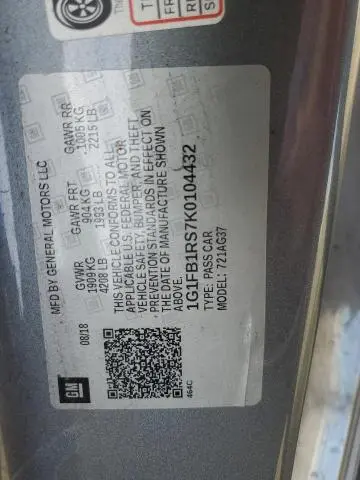 MFD BY GENERAL MOTORS LLC
08/18
GVWR GAWR FRT GAWR RR
1909 KG 904 KG 1005 KG
4208 LB 1993 LB 2215 LB
THIS VEHICLE CONFORMS TO ALL
APPLICABLE U.S. FEDERAL MOTOR
VEHICLE SAFETY, BUMPER, AND THEFT
PREVENTION STANDARDS IN EFFECT ON
THE DATE OF MANUFACTURE SHOWN
ABOVE.
1G1FB1RS7K0104432
TYPE: PASS CAR
MODEL: 721AG37
GM
464C